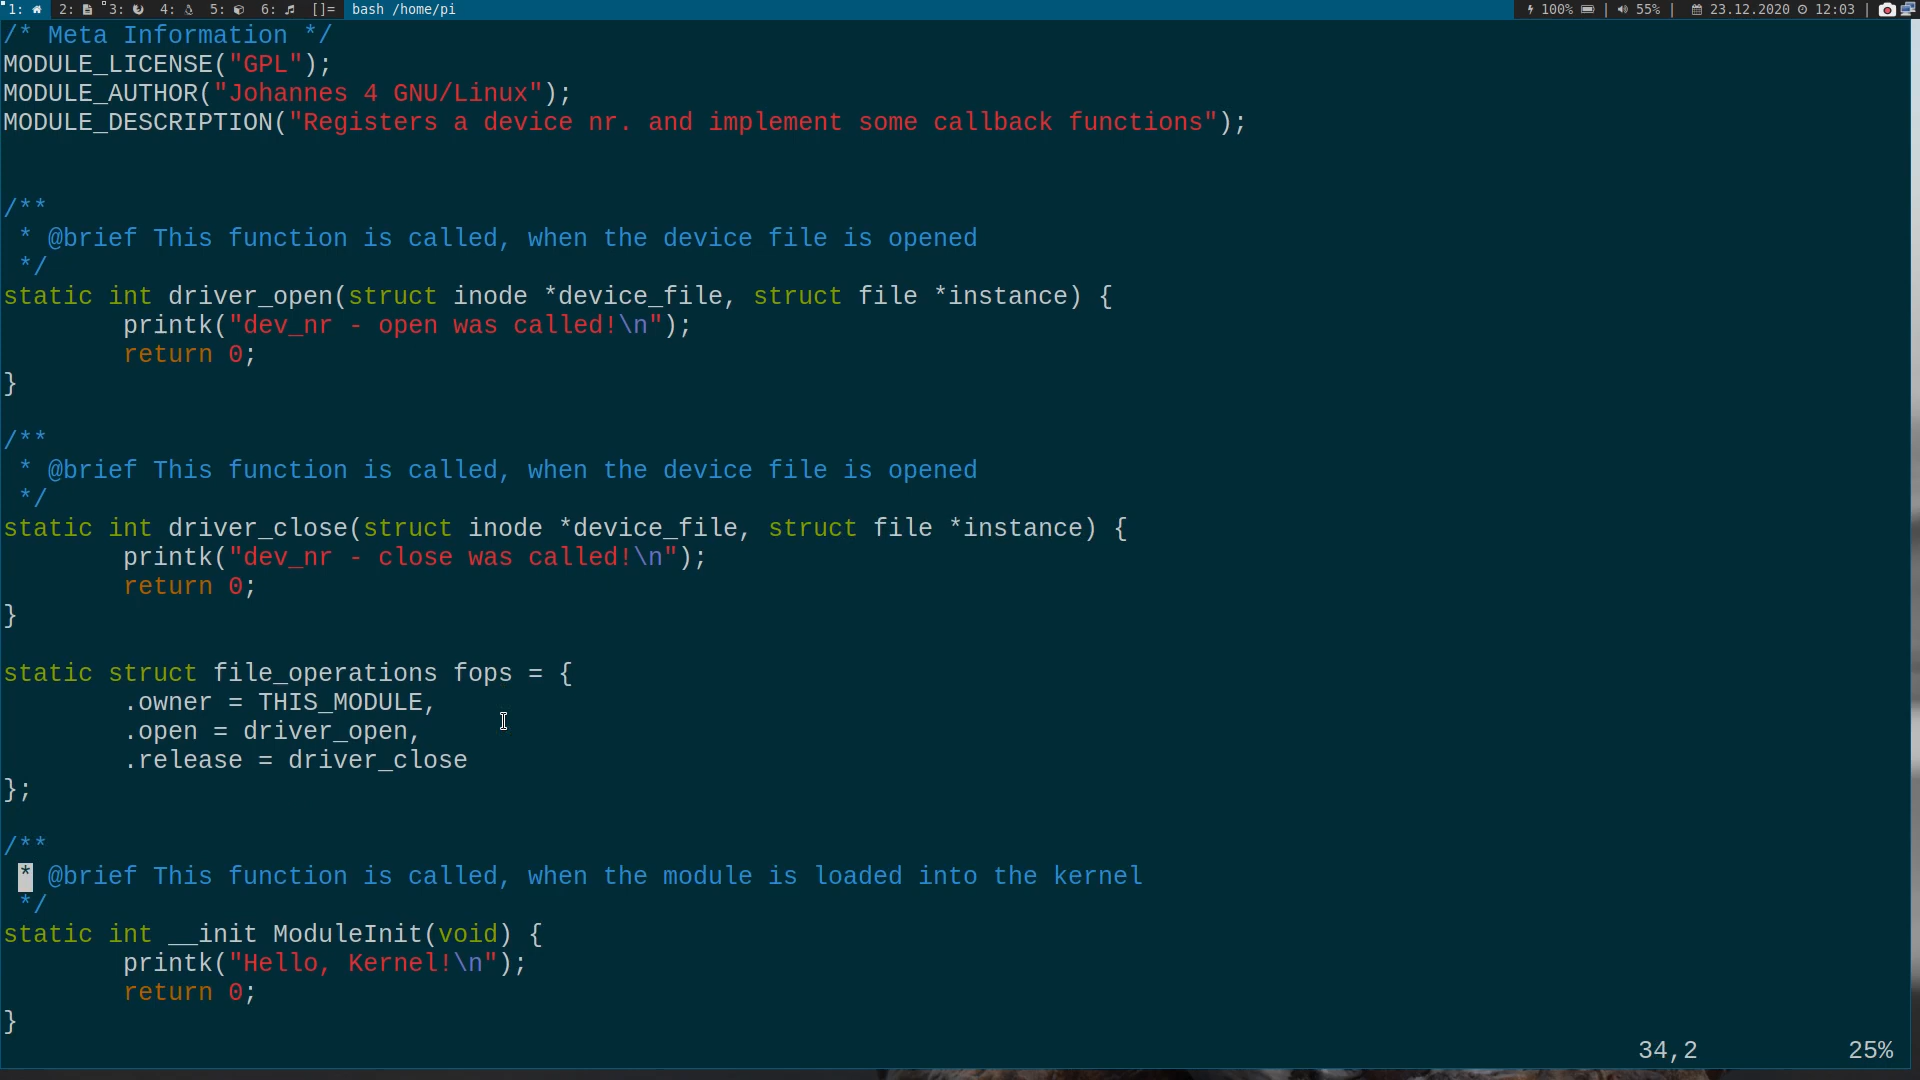 1: 2: 3: 4: 5: 6: []= bash /home/pi 100% | 55% | 23.12.2020 12:03 |
/* Meta Information */
MODULE_LICENSE("GPL");
MODULE_AUTHOR("Johannes 4 GNU/Linux");
MODULE_DESCRIPTION("Registers a device nr. and implement some callback functions");
/**
 * @brief This function is called, when the device file is opened
 */
static int driver_open(struct inode *device_file, struct file *instance) {
        printk("dev_nr - open was called!\n");
        return 0;
}
/**
 * @brief This function is called, when the device file is opened
 */
static int driver_close(struct inode *device_file, struct file *instance) {
        printk("dev_nr - close was called!\n");
        return 0;
}
static struct file_operations fops = {
        .owner = THIS_MODULE,
        .open = driver_open,
        .release = driver_close
};
/**
 * @brief This function is called, when the module is loaded into the kernel
 */
static int __init ModuleInit(void) {
        printk("Hello, Kernel!\n");
        return 0;
}
34,2 25%